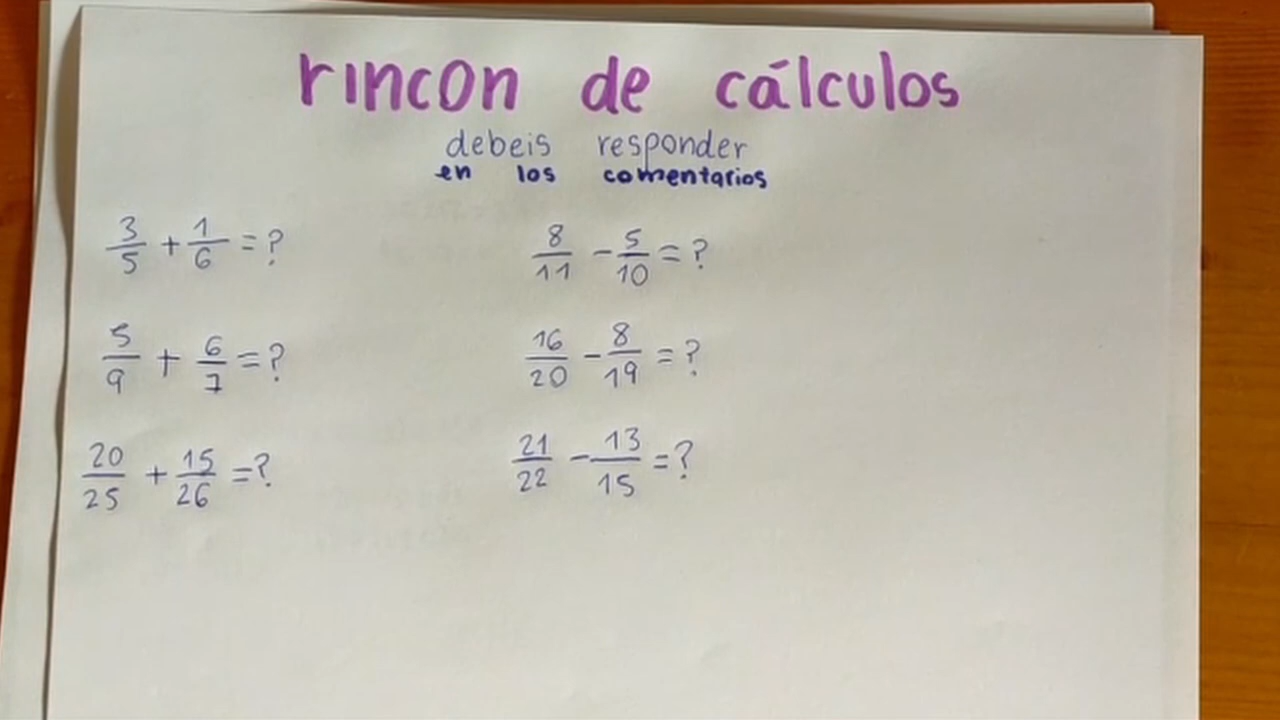 rincon de cálculos
debeis responder
en los comentarios
3/5 + 1/6 = ?
8/11 - 5/10 = ?
5/9 + 6/7 = ?
16/20 - 8/19 = ?
20/25 + 15/26 = ?
21/22 - 13/15 = ?